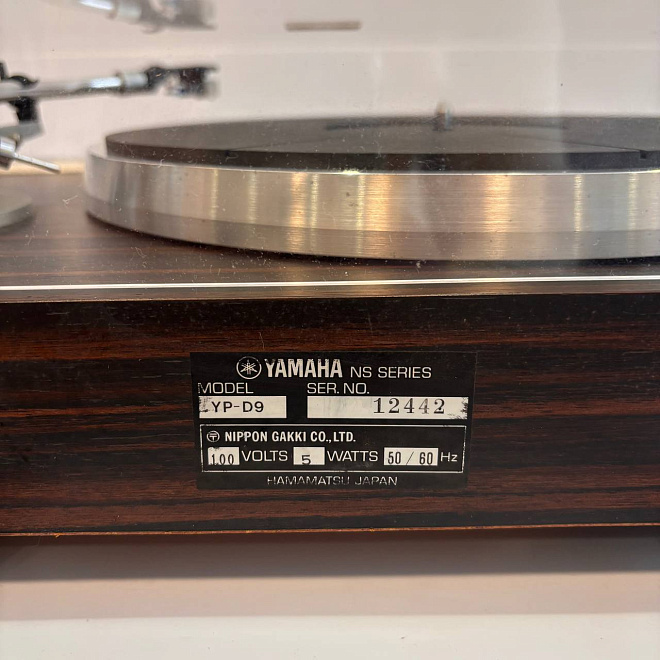 YAMAHA NS SERIES
MODEL SER. NO.
YP-D9 12442
〒 NIPPON GAKKI CO., LTD.
100 VOLTS 5 WATTS 50/60 Hz
HAMAMATSU JAPAN